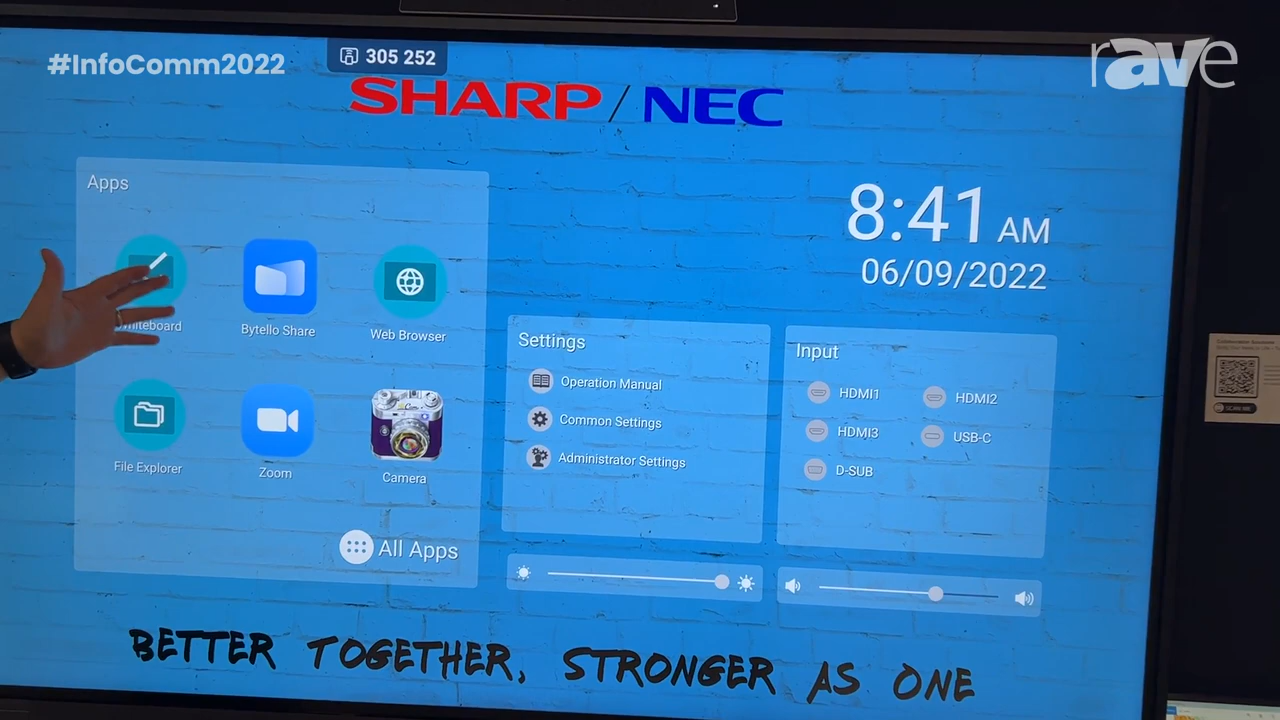 #InfoComm2022
305 252
rAVe
SHARP/NEC
Apps
8:41 AM
06/09/2022
Whiteboard
Bytello Share
Web Browser
Settings
Operation Manual
Common Settings
Administrator Settings
Input
HDMI1
HDMI2
HDMI3
USB-C
D-SUB
File Explorer
Zoom
Camera
All Apps
BETTER TOGETHER, STRONGER AS ONE